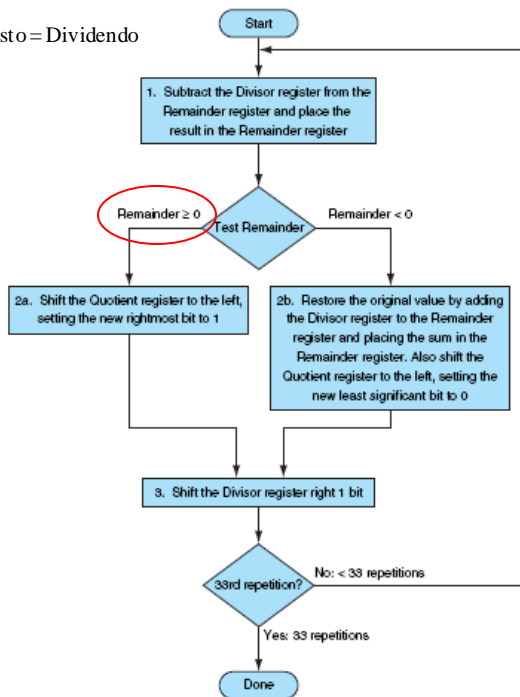 Start
sto = Dividendo
1. Subtract the Divisor register from the
Remainder register and place the
result in the Remainder register
Remainder ≥ 0
Test Remainder
Remainder < 0
2a. Shift the Quotient register to the left,
setting the new rightmost bit to 1
2b. Restore the original value by adding
the Divisor register to the Remainder
register and placing the sum in the
Remainder register. Also shift the
Quotient register to the left, setting the
new least significant bit to 0
3. Shift the Divisor register right 1 bit
33rd repetition?
No: < 33 repetitions
Yes: 33 repetitions
Done